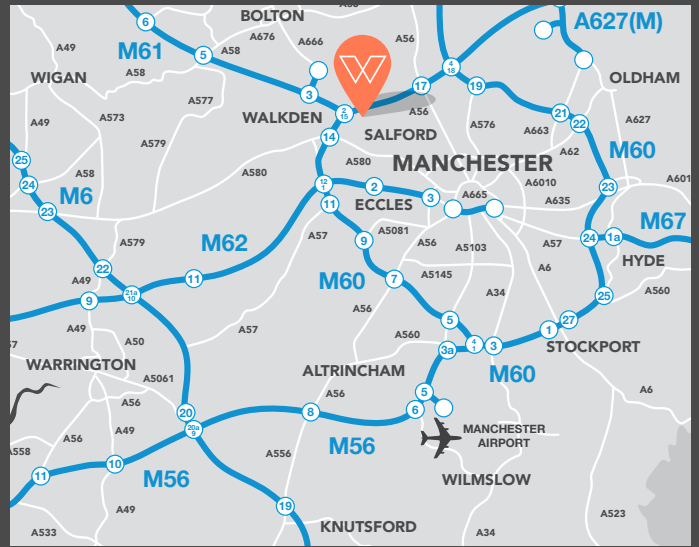 BOLTON
A56
A627(M)
6
A676
A666
A56
A49
M61
5
A58
WIGAN
A58
4
18
OLDHAM
3
17
19
A577
2
15
A56
A49
A573
WALKDEN
21
A627
14
SALFORD
A576
A663
22
A579
A62
M60
25
A580
MANCHESTER
A58
A580
24
M6
12
1
2
A6010
23
3
A665
A635
23
11
ECCLES
M67
A5081
A579
M62
A57
9
A56
A5103
A57
24
1a
HYDE
22
A6
A49
11
M60
7
A5145
A34
A560
9
21a
10
25
A56
5
27
A49
A57
1
57
A50
A560
4
1
3
STOCKPORT
3a
WARRINGTON
ALTRINCHAM
M60
A5061
A6
A56
5
A56
20
8
6
A49
20a
9
MANCHESTER
AIRPORT
A56
M56
A558
A556
10
11
M56
WILMSLOW
19
A49
A523
KNUTSFORD
A533
A34